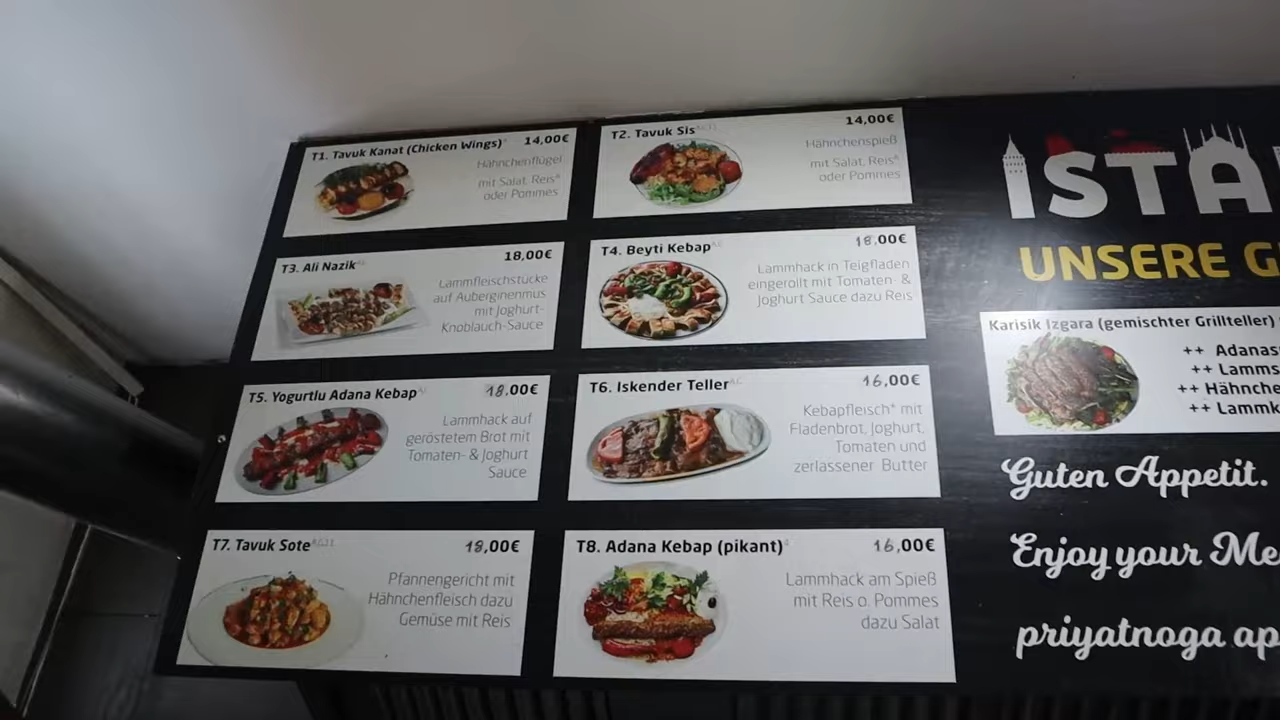 T1. Tavuk Kanat (Chicken Wings) 14,00€
Hähnchenflügel
mit Salat, Reis
oder Pommes
T2. Tavuk Sis 14,00€
Hähnchenspieß
mit Salat, Reis
oder Pommes
T3. Ali Nazik 18,00€
Lammfleischstücke
auf Auberginenmus
mit Joghurt-
Knoblauch-Sauce
T4. Beyti Kebap 18.00€
Lammhack in Teigfladen
eingerollt mit Tomaten- &
Joghurt Sauce dazu Reis
T5. Yogurtlu Adana Kebap 18.00€
Lammhack auf
geröstetem Brot mit
Tomaten- & Joghurt
Sauce
T6. Iskender Teller 16,00€
Kebapfleisch* mit
Fladenbrot, Joghurt,
Tomaten und
zerlassener Butter
T7. Tavuk Sote 18,00€
Pfannengericht mit
Hähnchenfleisch dazu
Gemüse mit Reis
T8. Adana Kebap (pikant) 16,00€
Lammhack am Spieß
mit Reis o. Pommes
dazu Salat
İSTA
UNSERE G
Karisik Izgara (gemischter Grillteller)
++ Adanas
++ Lamms
++ Hähnche
++ Lammk
Guten Appetit.
Enjoy your Me
priyatnoga ap